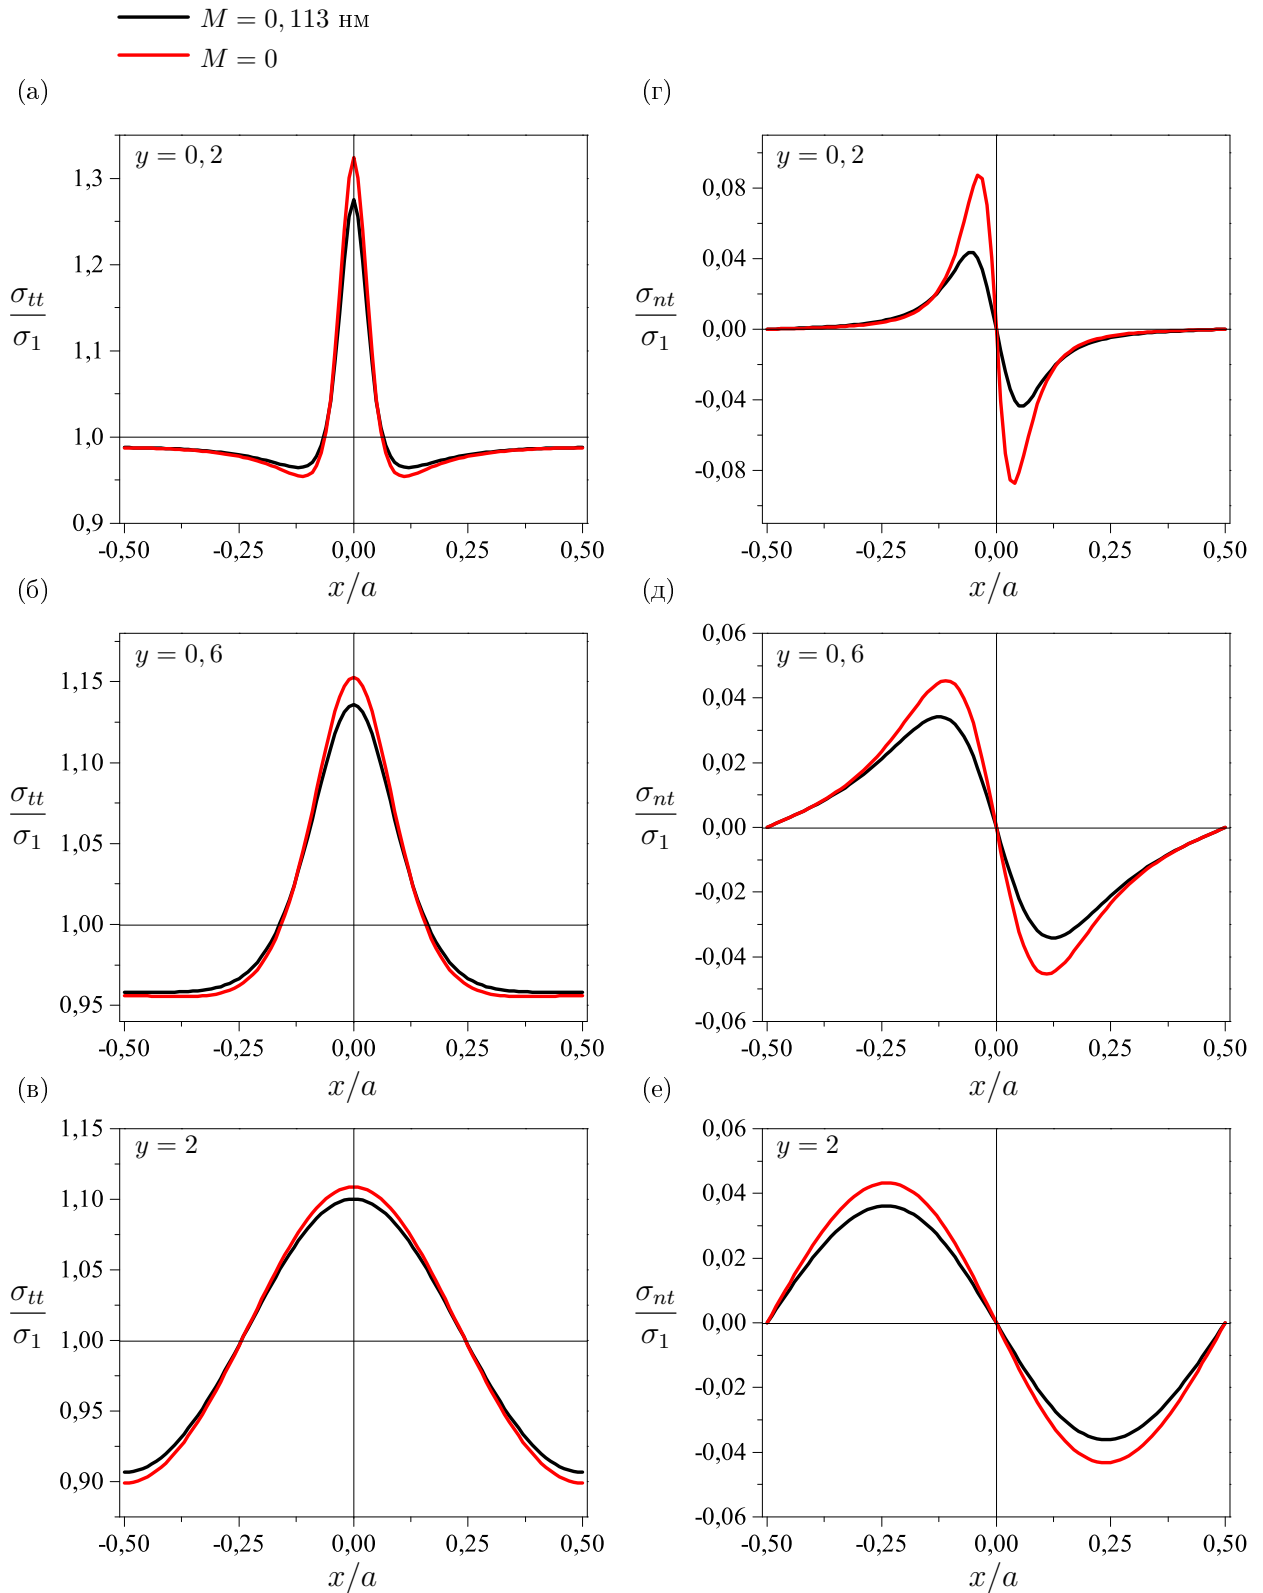 M = 0, 113 нм
M = 0
(а)
y = 0, 2
1,3
1,2
1,1
1,0
0,9
σtt
σ1
-0,50 -0,25 0,00 0,25 0,50
x/a
(г)
y = 0, 2
0,08
0,04
0,00
-0,04
-0,08
σnt
σ1
-0,50 -0,25 0,00 0,25 0,50
x/a
(б)
y = 0, 6
1,15
1,10
1,05
1,00
0,95
σtt
σ1
-0,50 -0,25 0,00 0,25 0,50
x/a
(д)
y = 0, 6
0,06
0,04
0,02
0,00
-0,02
-0,04
-0,06
σnt
σ1
-0,50 -0,25 0,00 0,25 0,50
x/a
(в)
y = 2
1,15
1,10
1,05
1,00
0,95
0,90
σtt
σ1
-0,50 -0,25 0,00 0,25 0,50
x/a
(е)
y = 2
0,06
0,04
0,02
0,00
-0,02
-0,04
-0,06
σnt
σ1
-0,50 -0,25 0,00 0,25 0,50
x/a